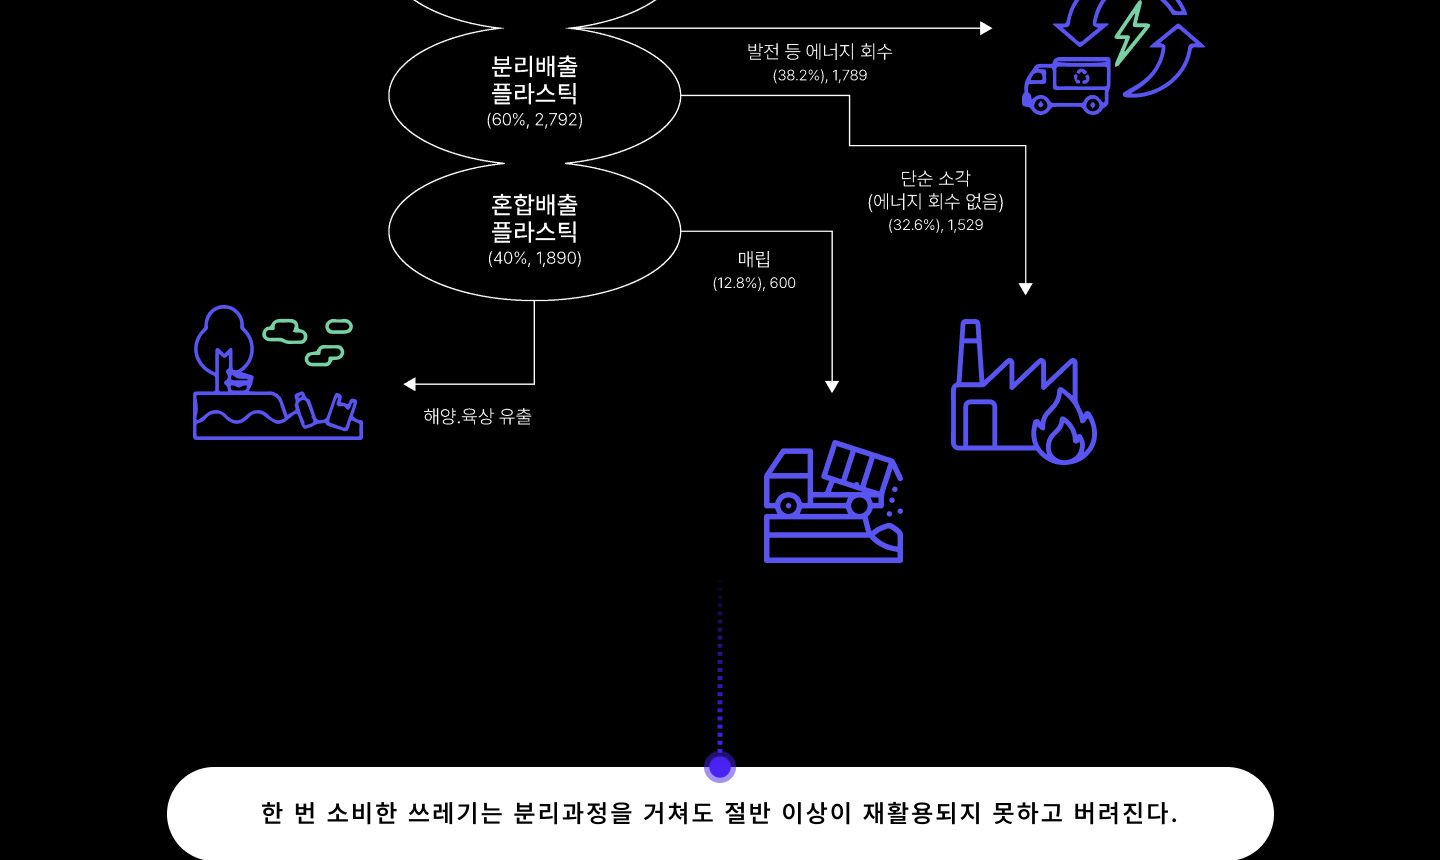 발전 등 에너지 회수
(38.2%), 1,789
분리배출
플라스틱
(60%, 2,792)
단순 소각
(에너지 회수 없음)
(32.6%), 1,529
혼합배출
플라스틱
(40%, 1,890)
매립
(12.8%), 600
해양.육상 유출
한 번 소비한 쓰레기는 분리과정을 거쳐도 절반 이상이 재활용되지 못하고 버려진다.